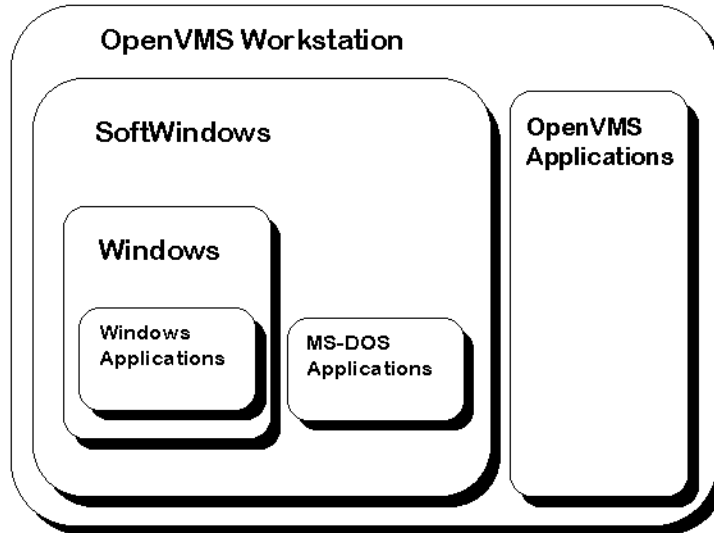 OpenVMS Workstation
SoftWindows
OpenVMS
Applications
Windows
Windows
Applications
MS-DOS
Applications